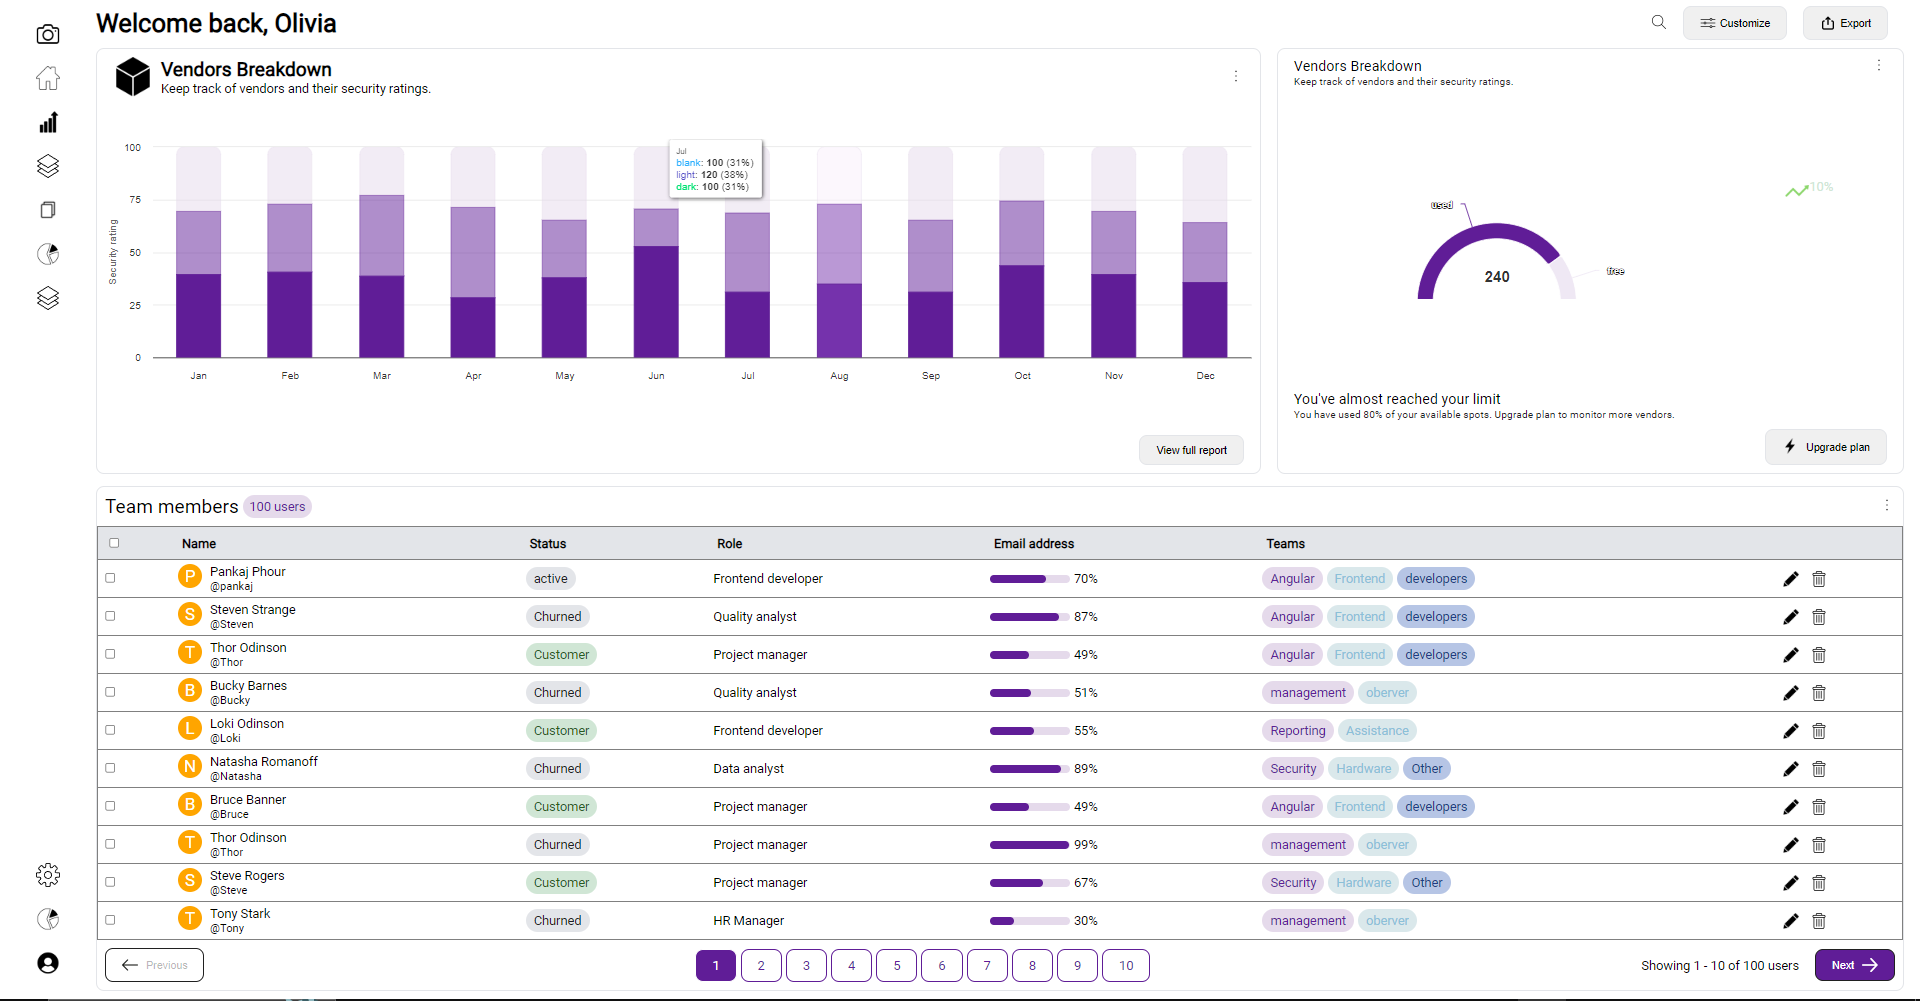 Welcome back, Olivia
Customize
Export
Vendors Breakdown
Keep track of vendors and their security ratings.
100
75
50
25
0
Security rating
Jul
blank: 100 (31%)
light: 120 (38%)
dark: 100 (31%)
Jan Feb Mar Apr May Jun Jul Aug Sep Oct Nov Dec
View full report
Vendors Breakdown
Keep track of vendors and their security ratings.
10%
used
free
240
You've almost reached your limit
You have used 80% of your available spots. Upgrade plan to monitor more vendors.
Upgrade plan
Team members 100 users
Name Status Role Email address Teams
P Pankaj Phour
@pankaj
active Frontend developer 70% Angular Frontend developers
S Steven Strange
@Steven
Churned Quality analyst 87% Angular Frontend developers
T Thor Odinson
@Thor
Customer Project manager 49% Angular Frontend developers
B Bucky Barnes
@Bucky
Churned Quality analyst 51% management oberver
L Loki Odinson
@Loki
Customer Frontend developer 55% Reporting Assistance
N Natasha Romanoff
@Natasha
Churned Data analyst 89% Security Hardware Other
B Bruce Banner
@Bruce
Customer Project manager 49% Angular Frontend developers
T Thor Odinson
@Thor
Churned Project manager 99% management oberver
S Steve Rogers
@Steve
Customer Project manager 67% Security Hardware Other
T Tony Stark
@Tony
Churned HR Manager 30% management oberver
Previous
1 2 3 4 5 6 7 8 9 10
Showing 1 - 10 of 100 users
Next